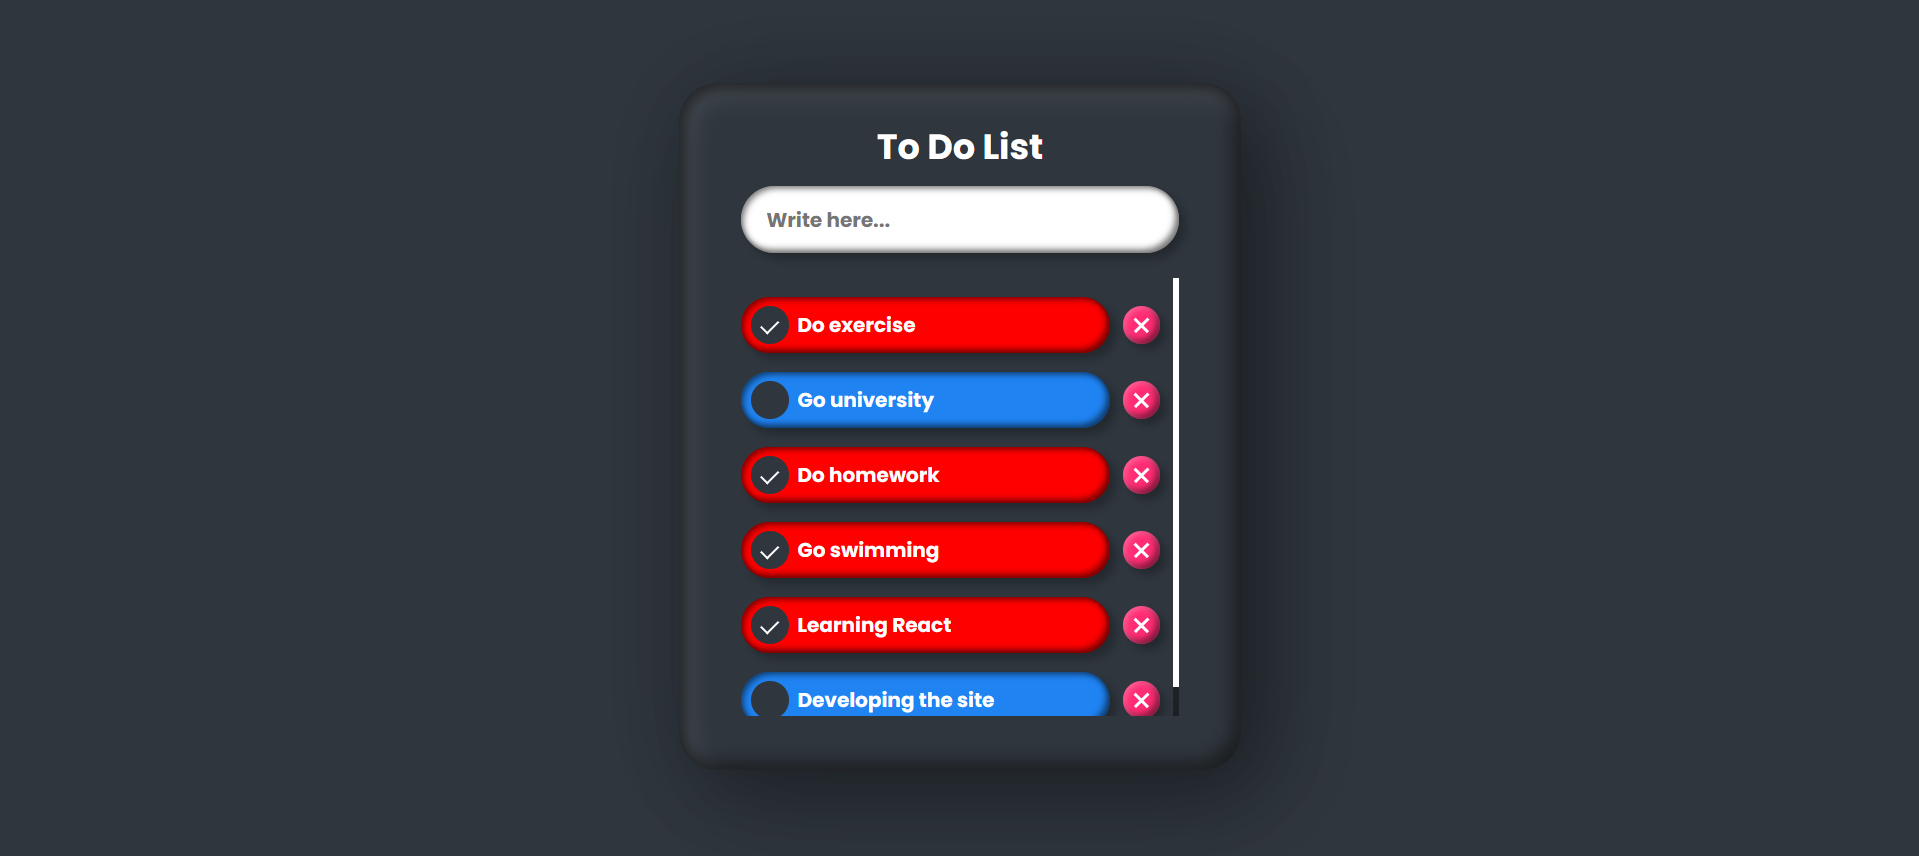 To Do List
Write here...
Do exercise
Go university
Do homework
Go swimming
Learning React
Developing the site